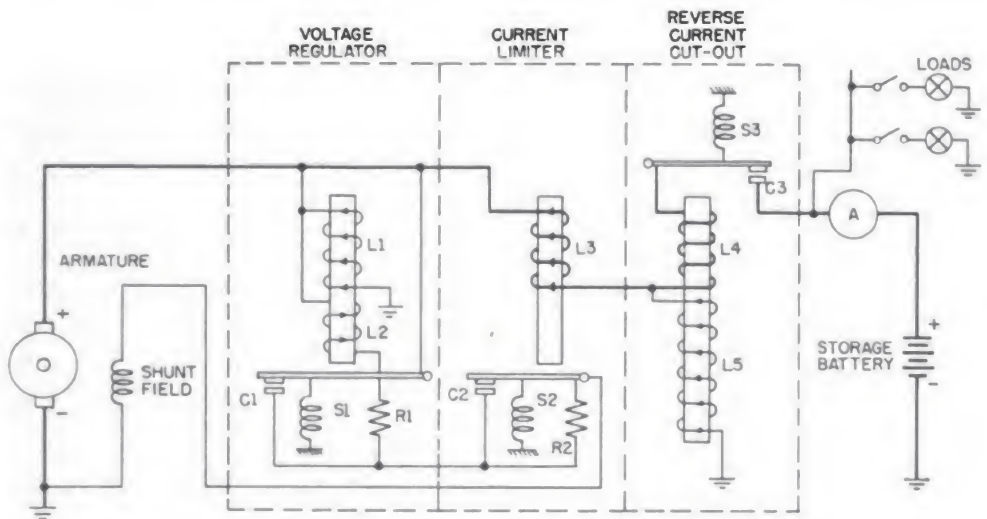 VOLTAGE
REGULATOR
CURRENT
LIMITER
REVERSE
CURRENT
CUT-OUT
LOADS
S3
C3
L1
L3
L4
A
ARMATURE
+
L2
L5
+
STORAGE
BATTERY
-
SHUNT
FIELD
-
C1
S1
R1
C2
S2
R2